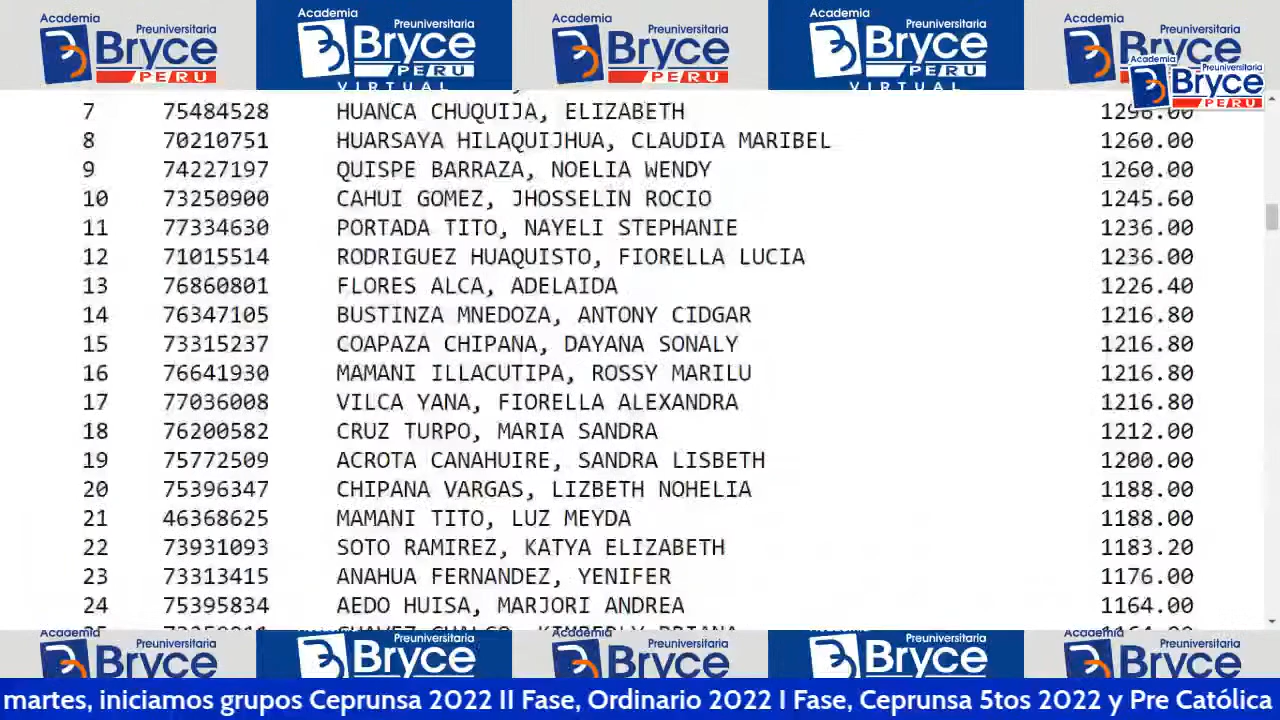 Academia Preuniversitaria Bryce PERU
Academia Preuniversitaria Bryce PERU VIRTUAL
Academia Preuniversitaria Bryce PERU
Academia Preuniversitaria Bryce PERU VIRTUAL
Academia Preuniversitaria Bryce PERU
Academia Preuniversitaria Bryce PERU
7 75484528 HUANCA CHUQUIJA, ELIZABETH 1296.00
8 70210751 HUARSAYA HILAQUIJHUA, CLAUDIA MARIBEL 1260.00
9 74227197 QUISPE BARRAZA, NOELIA WENDY 1260.00
10 73250900 CAHUI GOMEZ, JHOSSELIN ROCIO 1245.60
11 77334630 PORTADA TITO, NAYELI STEPHANIE 1236.00
12 71015514 RODRIGUEZ HUAQUISTO, FIORELLA LUCIA 1236.00
13 76860801 FLORES ALCA, ADELAIDA 1226.40
14 76347105 BUSTINZA MNEDOZA, ANTONY CIDGAR 1216.80
15 73315237 COAPAZA CHIPANA, DAYANA SONALY 1216.80
16 76641930 MAMANI ILLACUTIPA, ROSSY MARILU 1216.80
17 77036008 VILCA YANA, FIORELLA ALEXANDRA 1216.80
18 76200582 CRUZ TURPO, MARIA SANDRA 1212.00
19 75772509 ACROTA CANAHUIRE, SANDRA LISBETH 1200.00
20 75396347 CHIPANA VARGAS, LIZBETH NOHELIA 1188.00
21 46368625 MAMANI TITO, LUZ MEYDA 1188.00
22 73931093 SOTO RAMIREZ, KATYA ELIZABETH 1183.20
23 73313415 ANAHUA FERNANDEZ, YENIFER 1176.00
24 75395834 AEDO HUISA, MARJORI ANDREA 1164.00
Academia Preuniversitaria Bryce
Preuniversitaria Bryce
Academia Preuniversitaria Bryce
Preuniversitaria Bryce
Academia Preuniversitaria Bryce
martes, iniciamos grupos Ceprunsa 2022 II Fase, Ordinario 2022 I Fase, Ceprunsa 5tos 2022 y Pre Católica